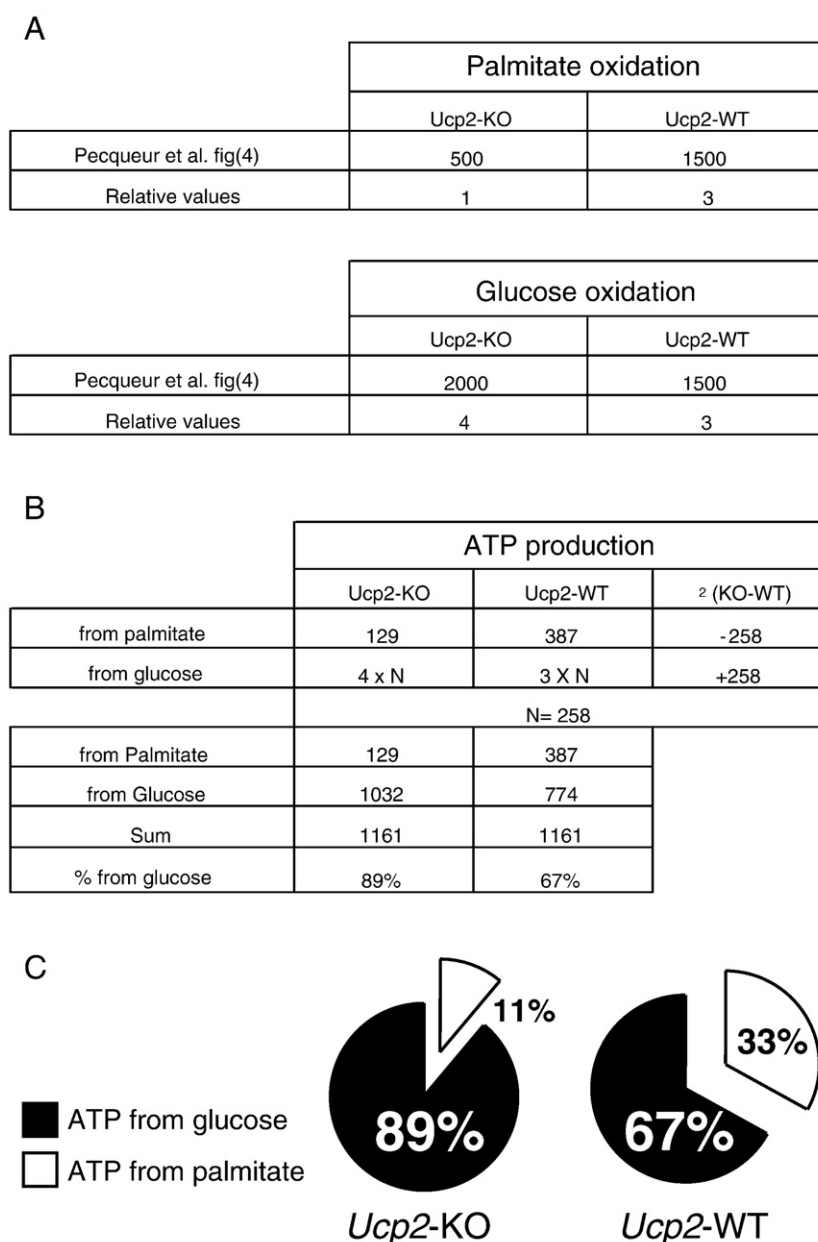 A
Palmitate oxidation
Ucp2-KO Ucp2-WT
Pecqueur et al. fig(4) 500 1500
Relative values 1 3
Glucose oxidation
Ucp2-KO Ucp2-WT
Pecqueur et al. fig(4) 2000 1500
Relative values 4 3
B
ATP production
Ucp2-KO Ucp2-WT ² (KO-WT)
from palmitate 129 387 -258
from glucose 4 x N 3 X N +258
N= 258
from Palmitate 129 387
from Glucose 1032 774
Sum 1161 1161
% from glucose 89% 67%
C
11%
33%
89% 67%
ATP from glucose
ATP from palmitate
Ucp2-KO Ucp2-WT